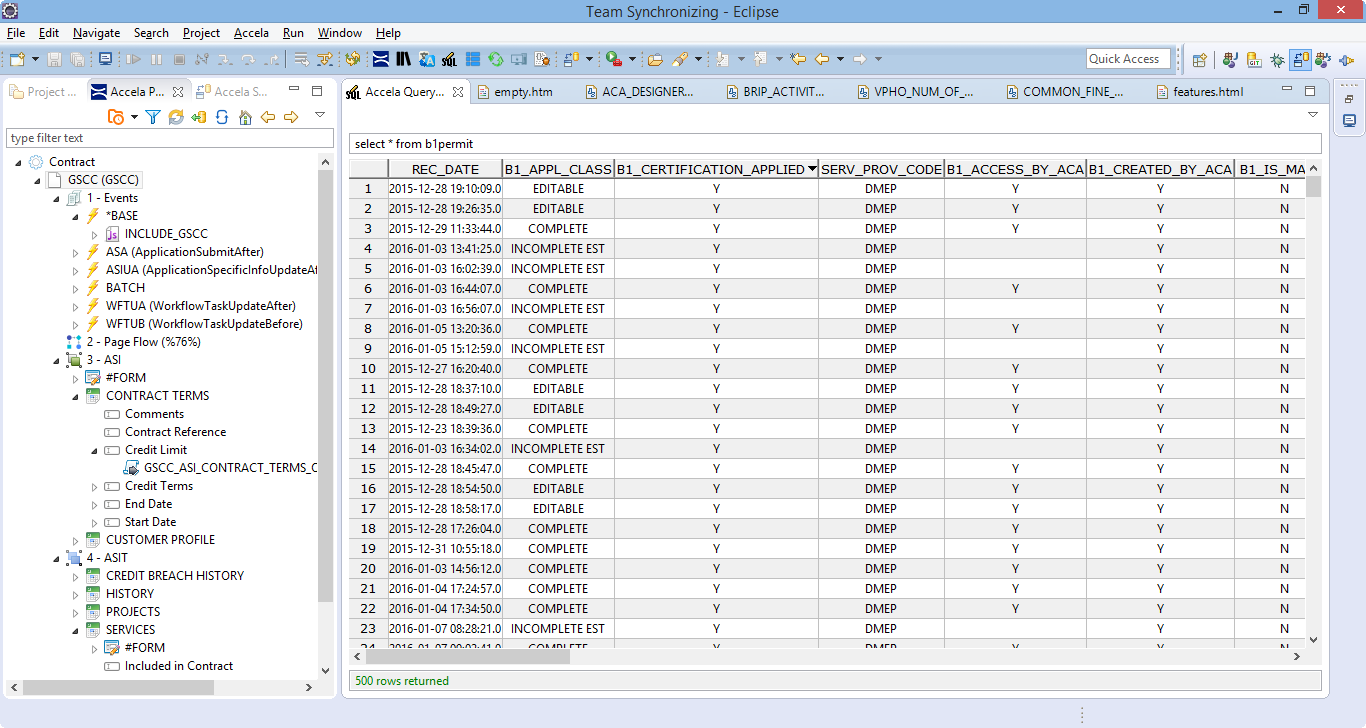 Team Synchronizing - Eclipse
File Edit Navigate Search Project Accela Run Window Help
Quick Access
Project ... Accela P... Accela S...
type filter text
Contract
GSCC (GSCC)
1 - Events
*BASE
INCLUDE_GSCC
ASA (ApplicationSubmitAfter)
ASIUA (ApplicationSpecificInfoUpdateAf
BATCH
WFTUA (WorkflowTaskUpdateAfter)
WFTUB (WorkflowTaskUpdateBefore)
2 - Page Flow (%76%)
3 - ASI
#FORM
CONTRACT TERMS
Comments
Contract Reference
Credit Limit
GSCC_ASI_CONTRACT_TERMS_C
Credit Terms
End Date
Start Date
CUSTOMER PROFILE
4 - ASIT
CREDIT BREACH HISTORY
HISTORY
PROJECTS
SERVICES
#FORM
Included in Contract
Accela Query... empty.htm ACA_DESIGNER... BRIP_ACTIVIT... VPHO_NUM_OF_... COMMON_FINE_... features.html
select * from b1permit
REC_DATE B1_APPL_CLASS B1_CERTIFICATION_APPLIED SERV_PROV_CODE B1_ACCESS_BY_ACA B1_CREATED_BY_ACA B1_IS_MA
1 2015-12-28 19:10:09.0 EDITABLE Y DMEP Y Y N
2 2015-12-28 19:26:35.0 EDITABLE Y DMEP Y Y N
3 2015-12-29 11:33:44.0 COMPLETE Y DMEP Y Y N
4 2016-01-03 13:41:25.0 INCOMPLETE EST Y DMEP Y N
5 2016-01-03 16:02:39.0 INCOMPLETE EST Y DMEP Y N
6 2016-01-03 16:44:07.0 COMPLETE Y DMEP Y Y N
7 2016-01-03 16:56:07.0 INCOMPLETE EST Y DMEP Y N
8 2016-01-05 13:20:36.0 COMPLETE Y DMEP Y Y N
9 2016-01-05 15:12:59.0 INCOMPLETE EST Y DMEP Y N
10 2015-12-27 16:20:40.0 COMPLETE Y DMEP Y Y N
11 2015-12-28 18:37:10.0 EDITABLE Y DMEP Y Y N
12 2015-12-28 18:49:27.0 EDITABLE Y DMEP Y Y N
13 2015-12-23 18:39:36.0 COMPLETE Y DMEP Y Y N
14 2016-01-03 16:34:02.0 INCOMPLETE EST Y DMEP Y N
15 2015-12-28 18:45:47.0 COMPLETE Y DMEP Y Y N
16 2015-12-28 18:54:50.0 EDITABLE Y DMEP Y Y N
17 2015-12-28 18:58:17.0 EDITABLE Y DMEP Y Y N
18 2015-12-28 17:26:04.0 COMPLETE Y DMEP Y Y N
19 2015-12-31 10:55:18.0 COMPLETE Y DMEP Y Y N
20 2016-01-03 14:56:12.0 COMPLETE Y DMEP Y Y N
21 2016-01-04 17:24:57.0 COMPLETE Y DMEP Y Y N
22 2016-01-04 17:34:50.0 COMPLETE Y DMEP Y Y N
23 2016-01-07 08:28:21.0 INCOMPLETE EST Y DMEP Y N
500 rows returned